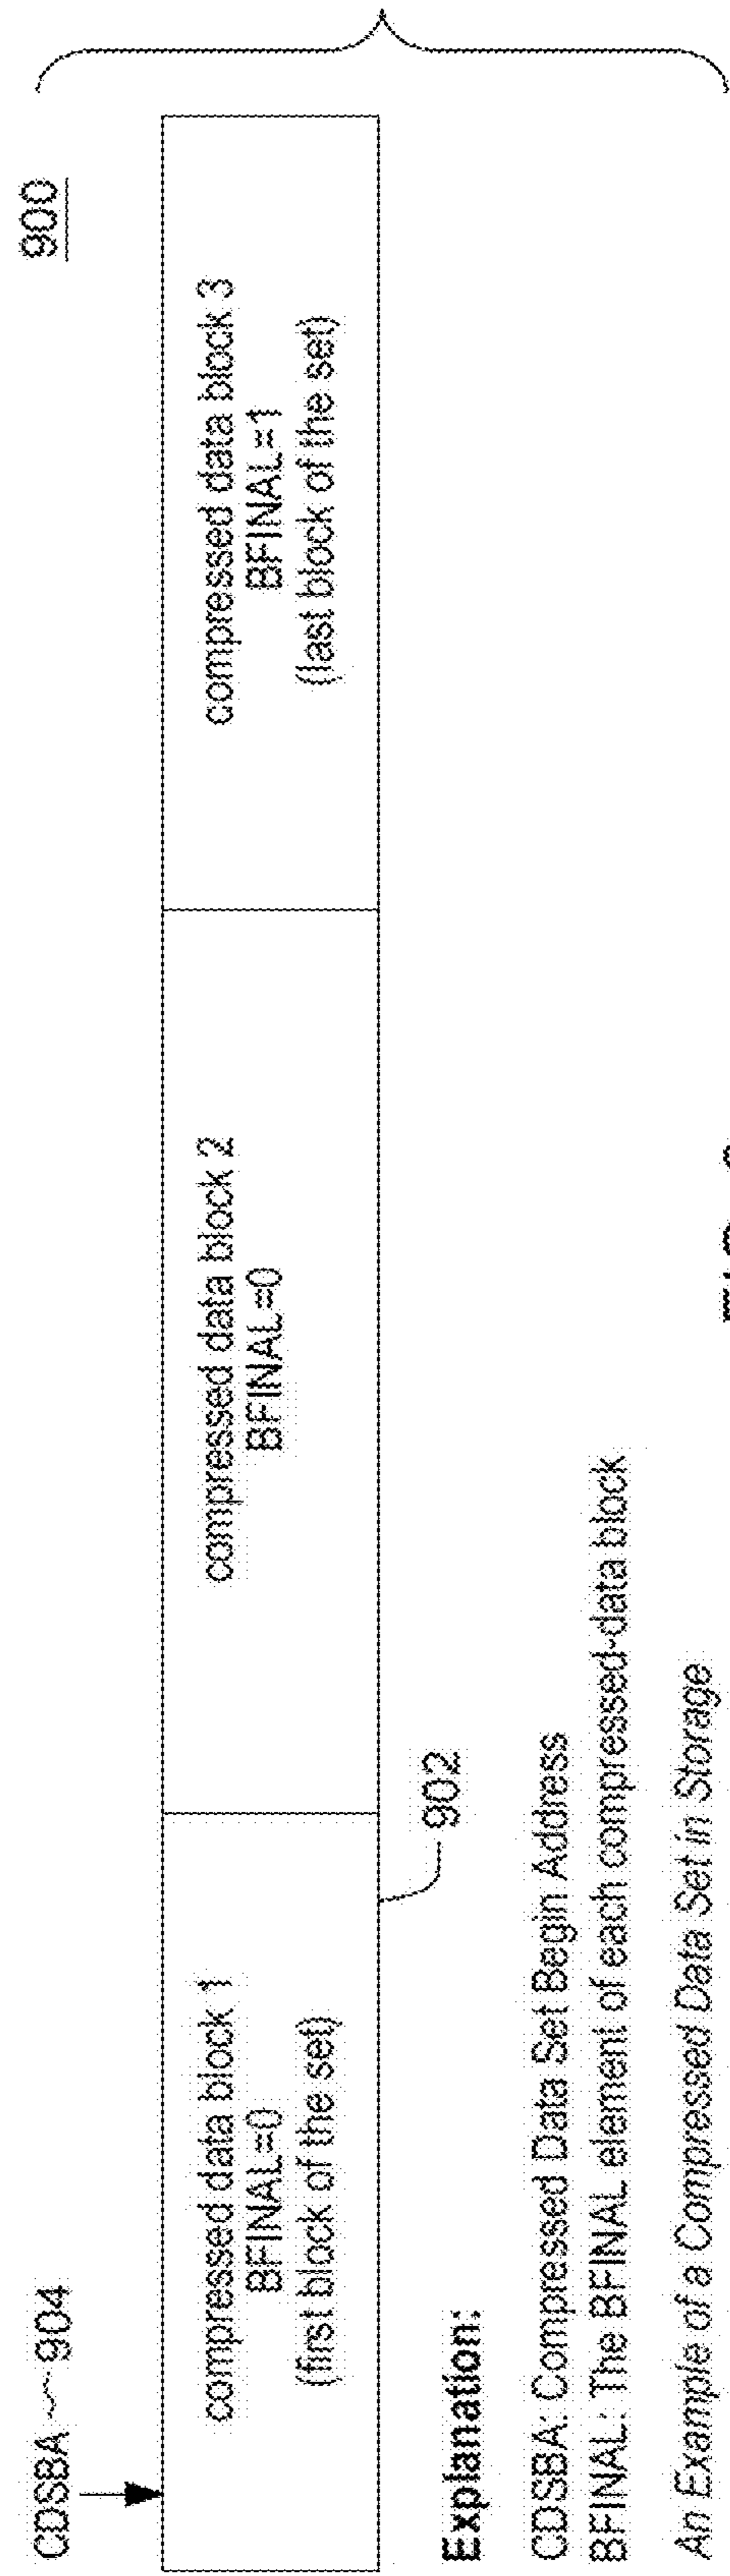 900
CDSBA 904
compressed data block 1
BFINAL=0
(first block of the set)
compressed data block 2
BFINAL=0
compressed data block 3
BFINAL=1
(last block of the set)
902
Explanation:
CDSBA: Compressed Data Set Begin Address
BFINAL: The BFINAL element of each compressed-data block
An Example of a Compressed Data Set in Storage